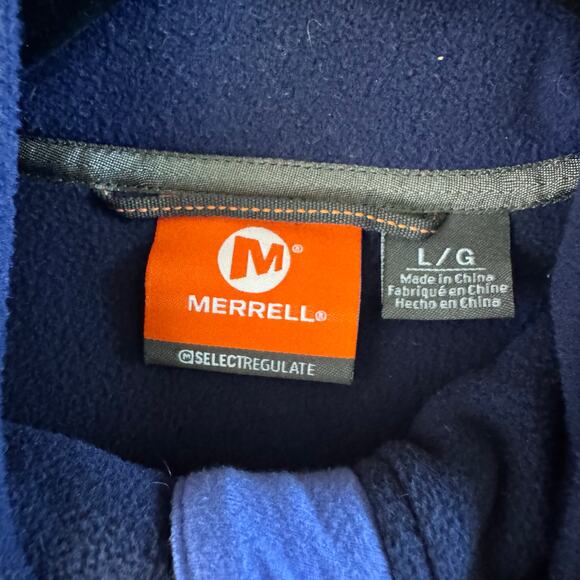 M®
MERRELL®
M SELECTREGULATE
L/G
Made in China
Fabriqué en Chine
Hecho en China